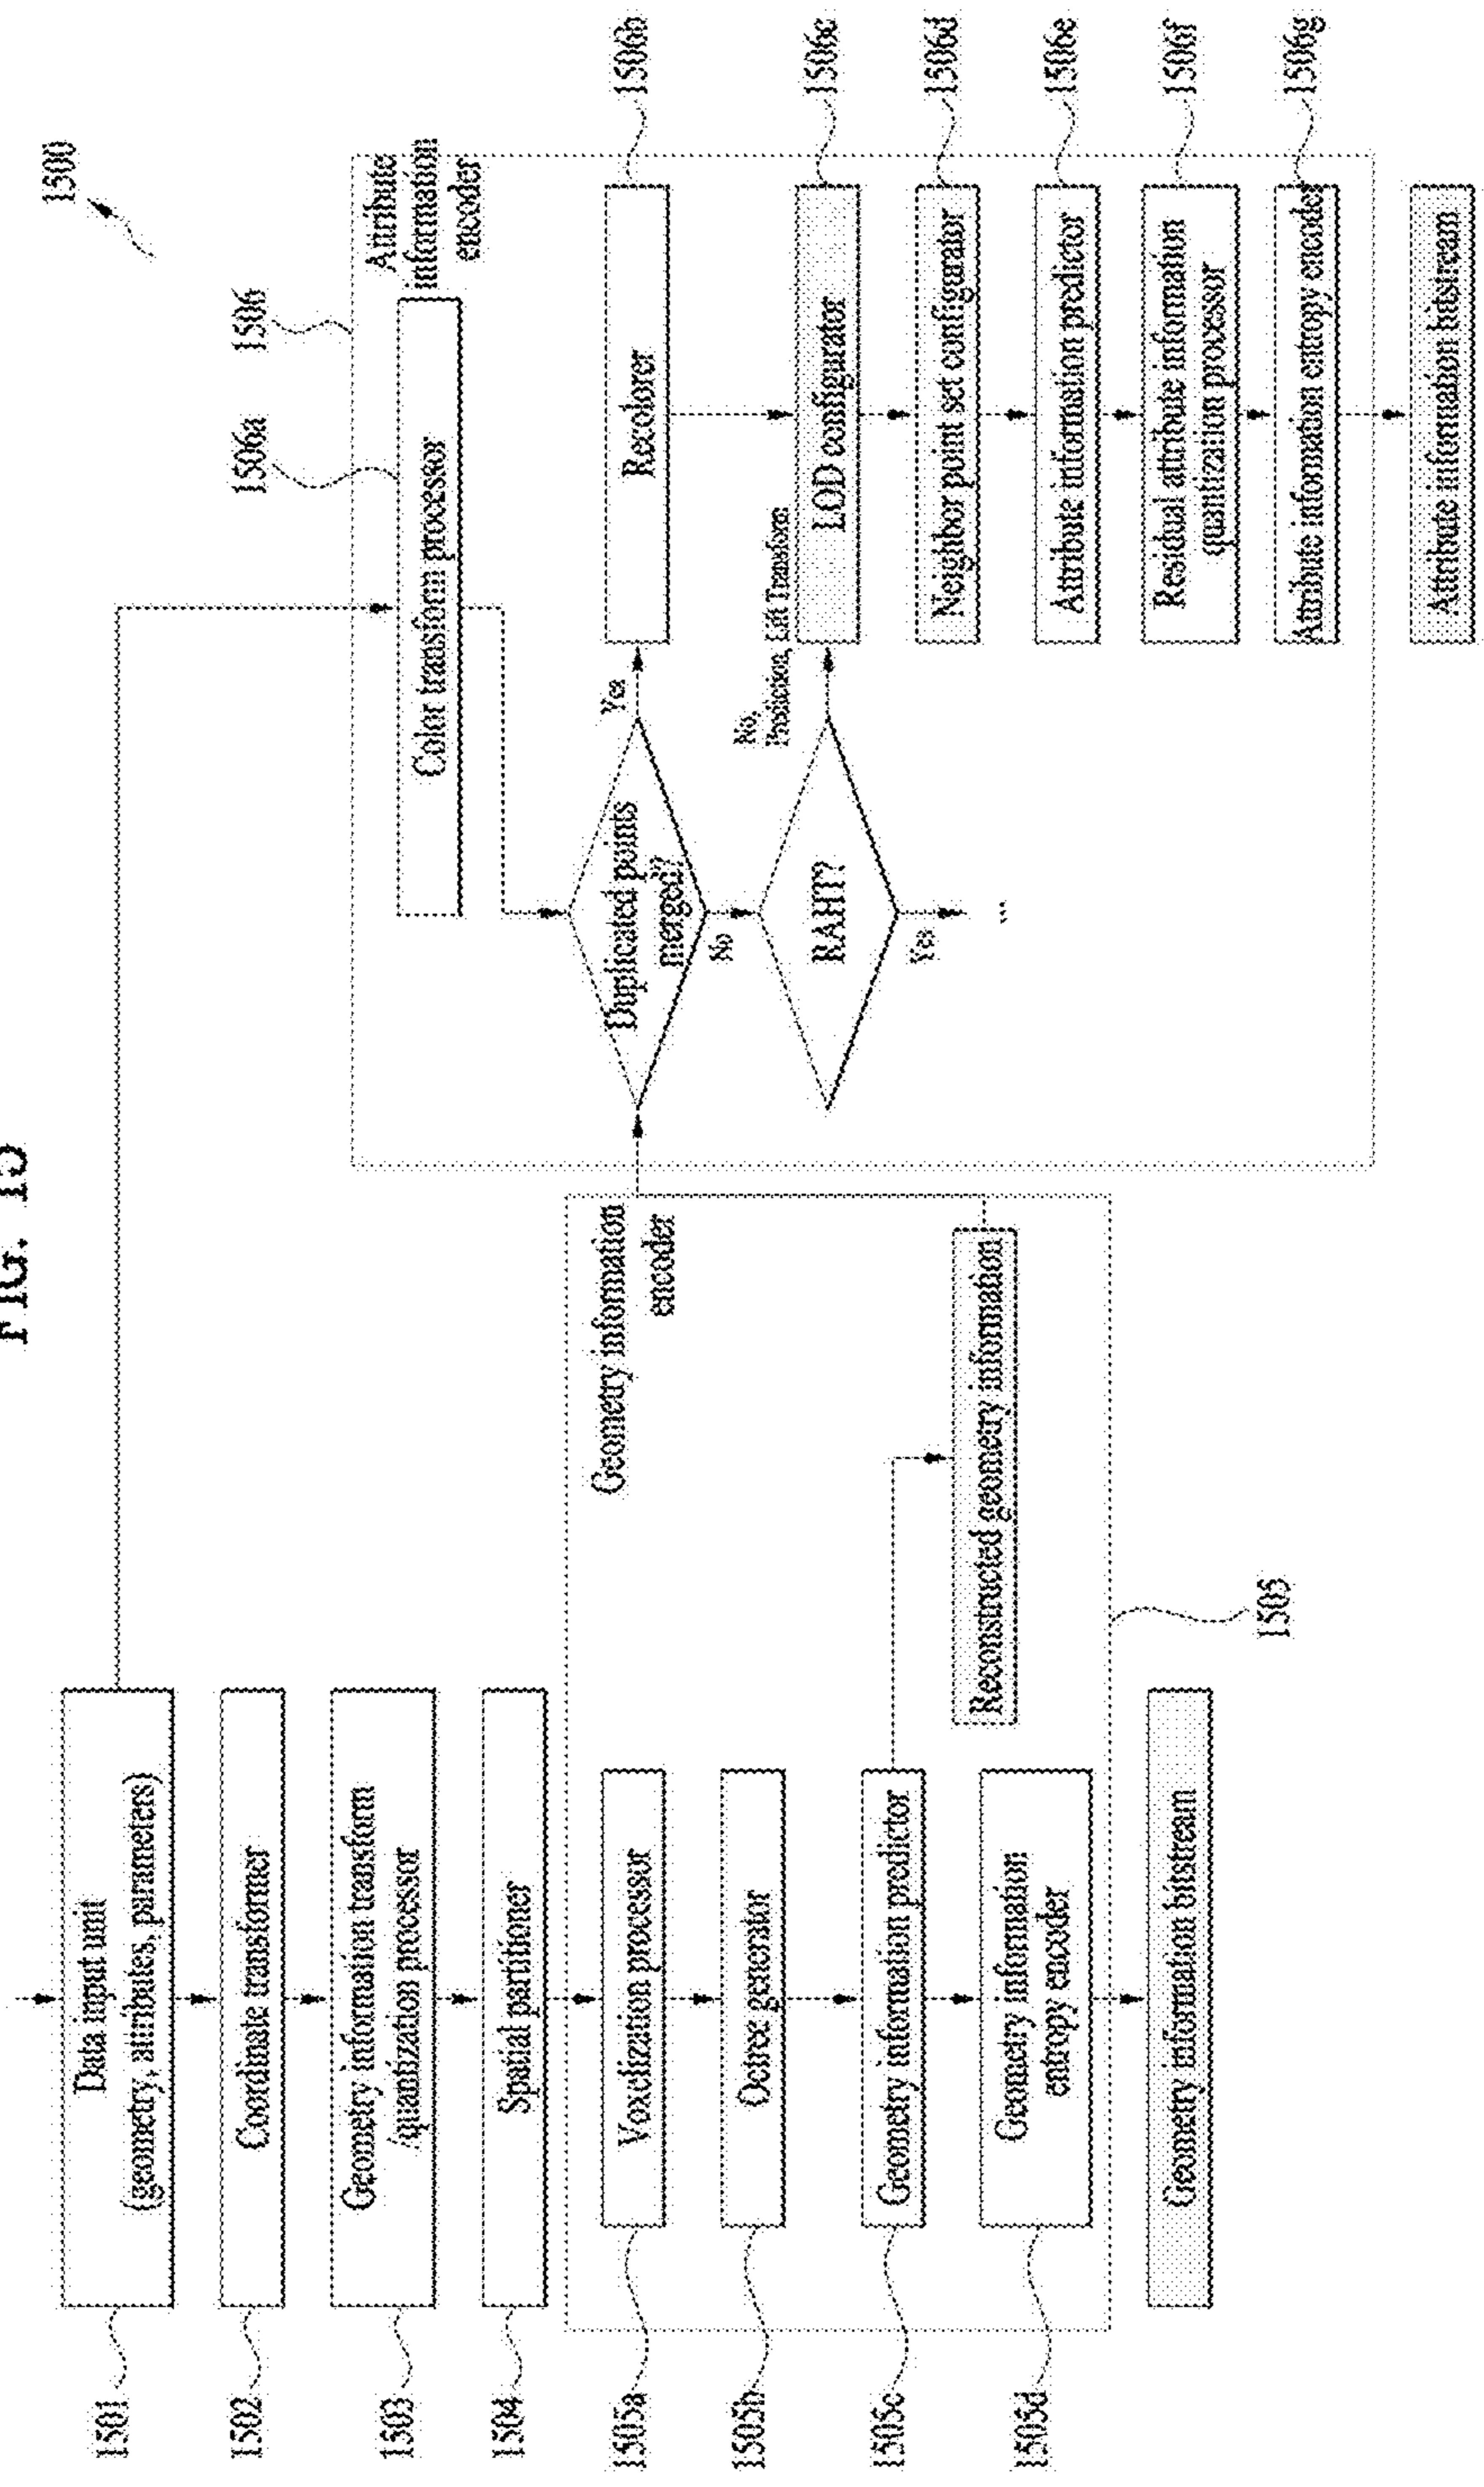 FIG. 15
1500
1501
Data input unit
(geometry, attributes, parameters)
1502
Coordinate transformer
1503
Geometry information transform
/quantization processor
1504
Spatial partitioner
Geometry information
encoder
1505a
Voxelization processor
1505b
Octree generator
1505c
Geometry information predictor
1505d
Geometry information
entropy encoder
Reconstructed geometry information
1505
Geometry information bitstream
1506
Attribute
information
encoder
1506a
Color transform processor
Duplicated points
merged?
Yes
No
1506b
Recolorer
RAHT?
No,
Prediction, Lift Transform
Yes
...
1506c
LOD configurator
1506d
Neighbor point set configurator
1506e
Attribute information predictor
1506f
Residual attribute information
quantization processor
1506g
Attribute information entropy encoder
Attribute information bitstream